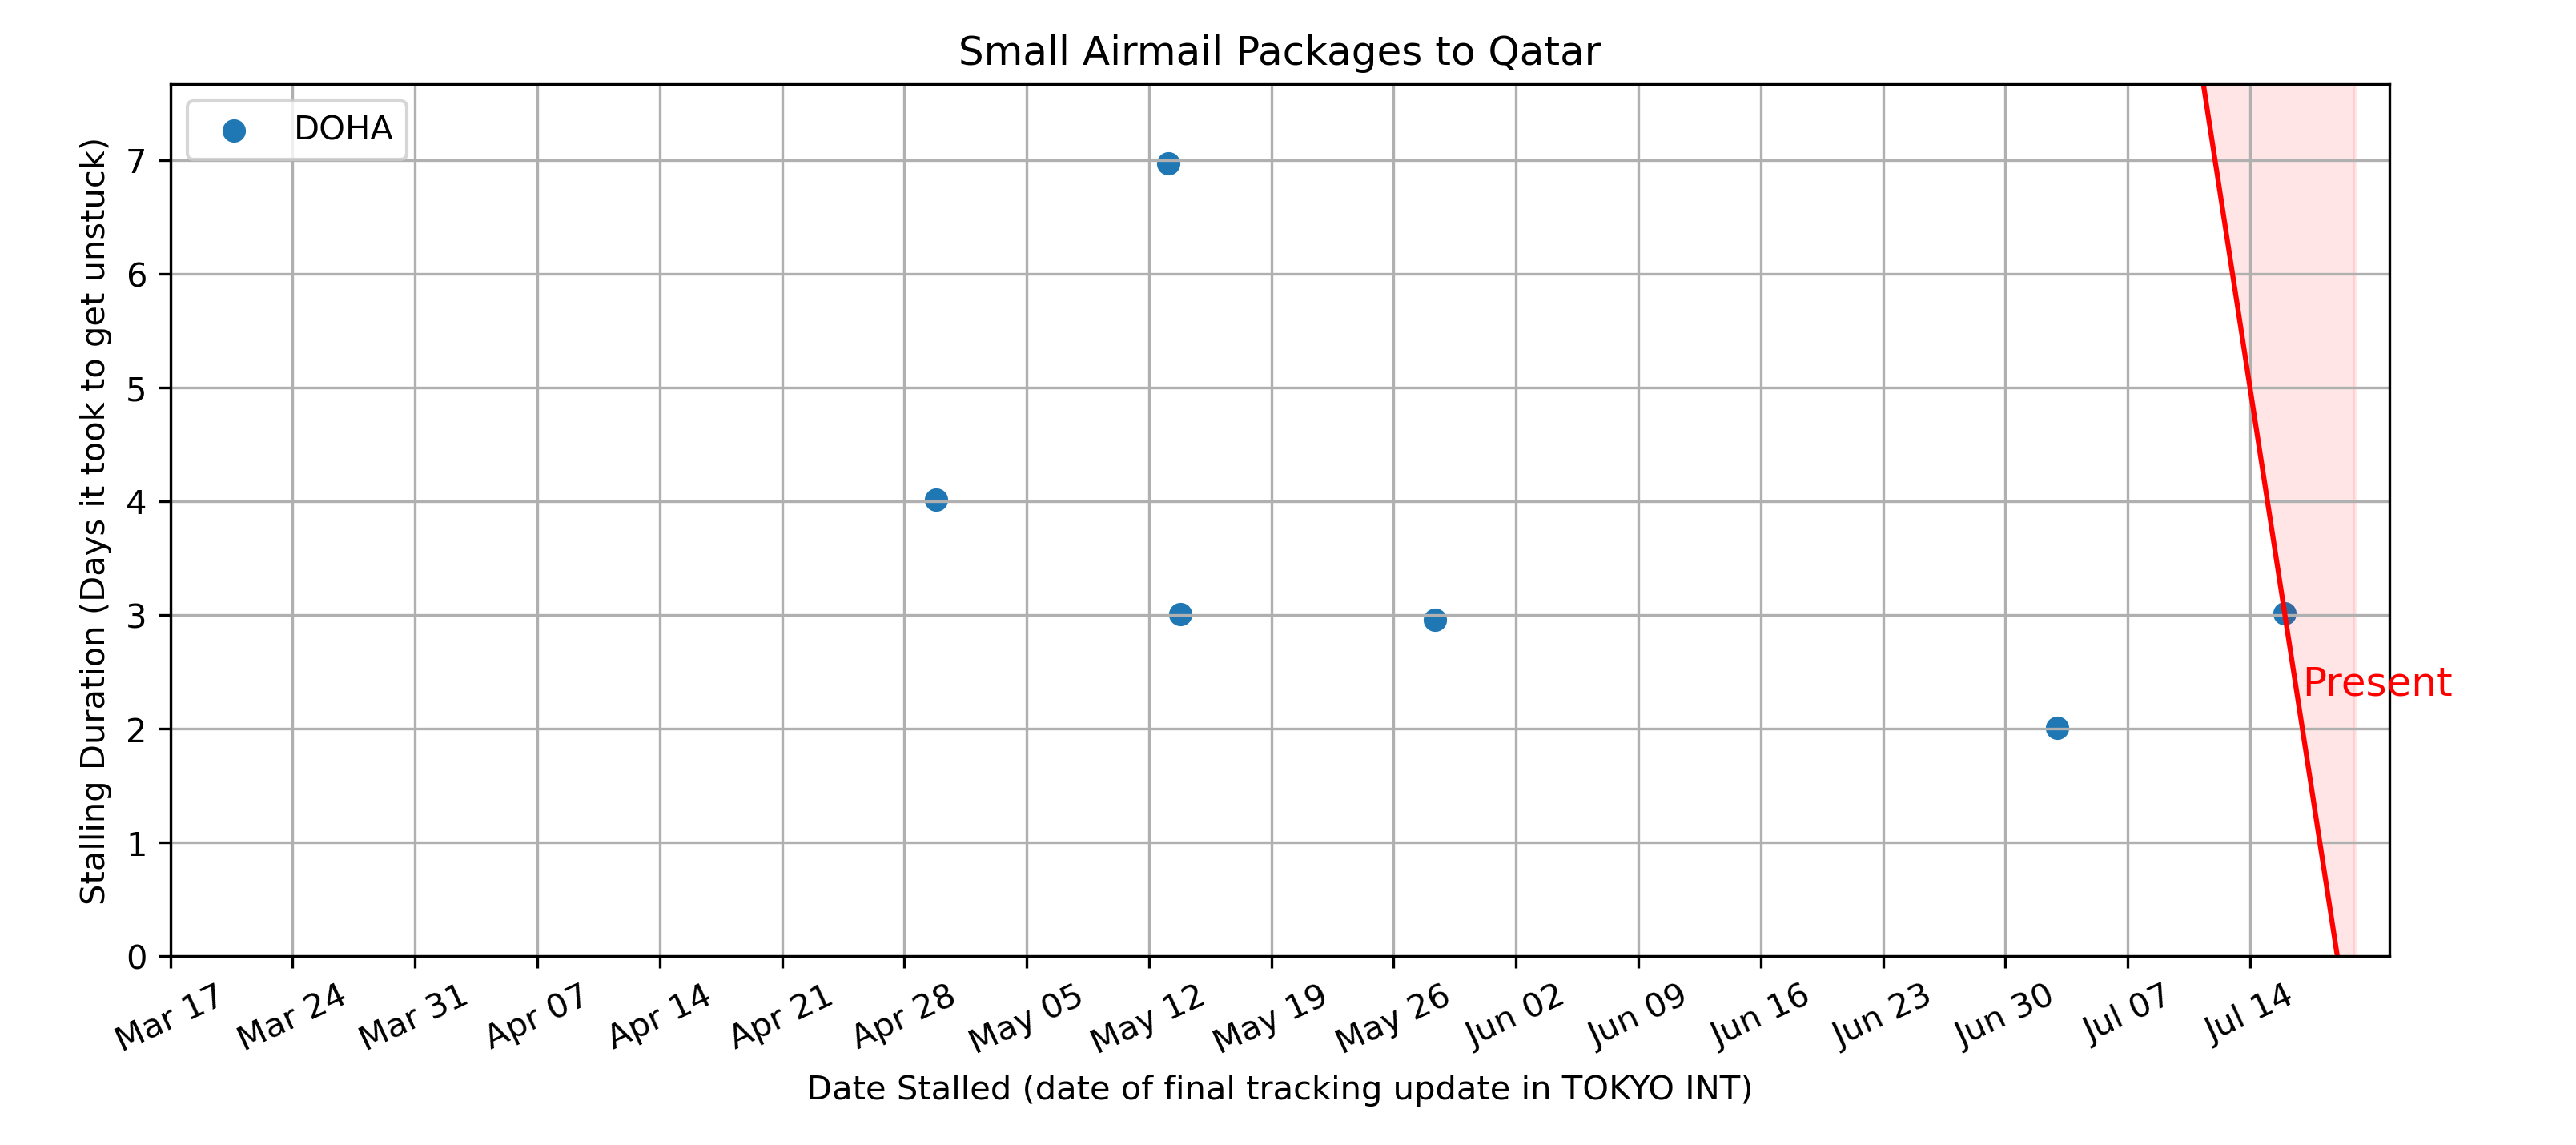 Small Airmail Packages to Qatar
DOHA
Stalling Duration (Days it took to get unstuck)
7
6
5
4
3
2
1
0
Present
Mar 17
Mar 24
Mar 31
Apr 07
Apr 14
Apr 21
Apr 28
May 05
May 12
May 19
May 26
Jun 02
Jun 09
Jun 16
Jun 23
Jun 30
Jul 07
Jul 14
Date Stalled (date of final tracking update in TOKYO INT)